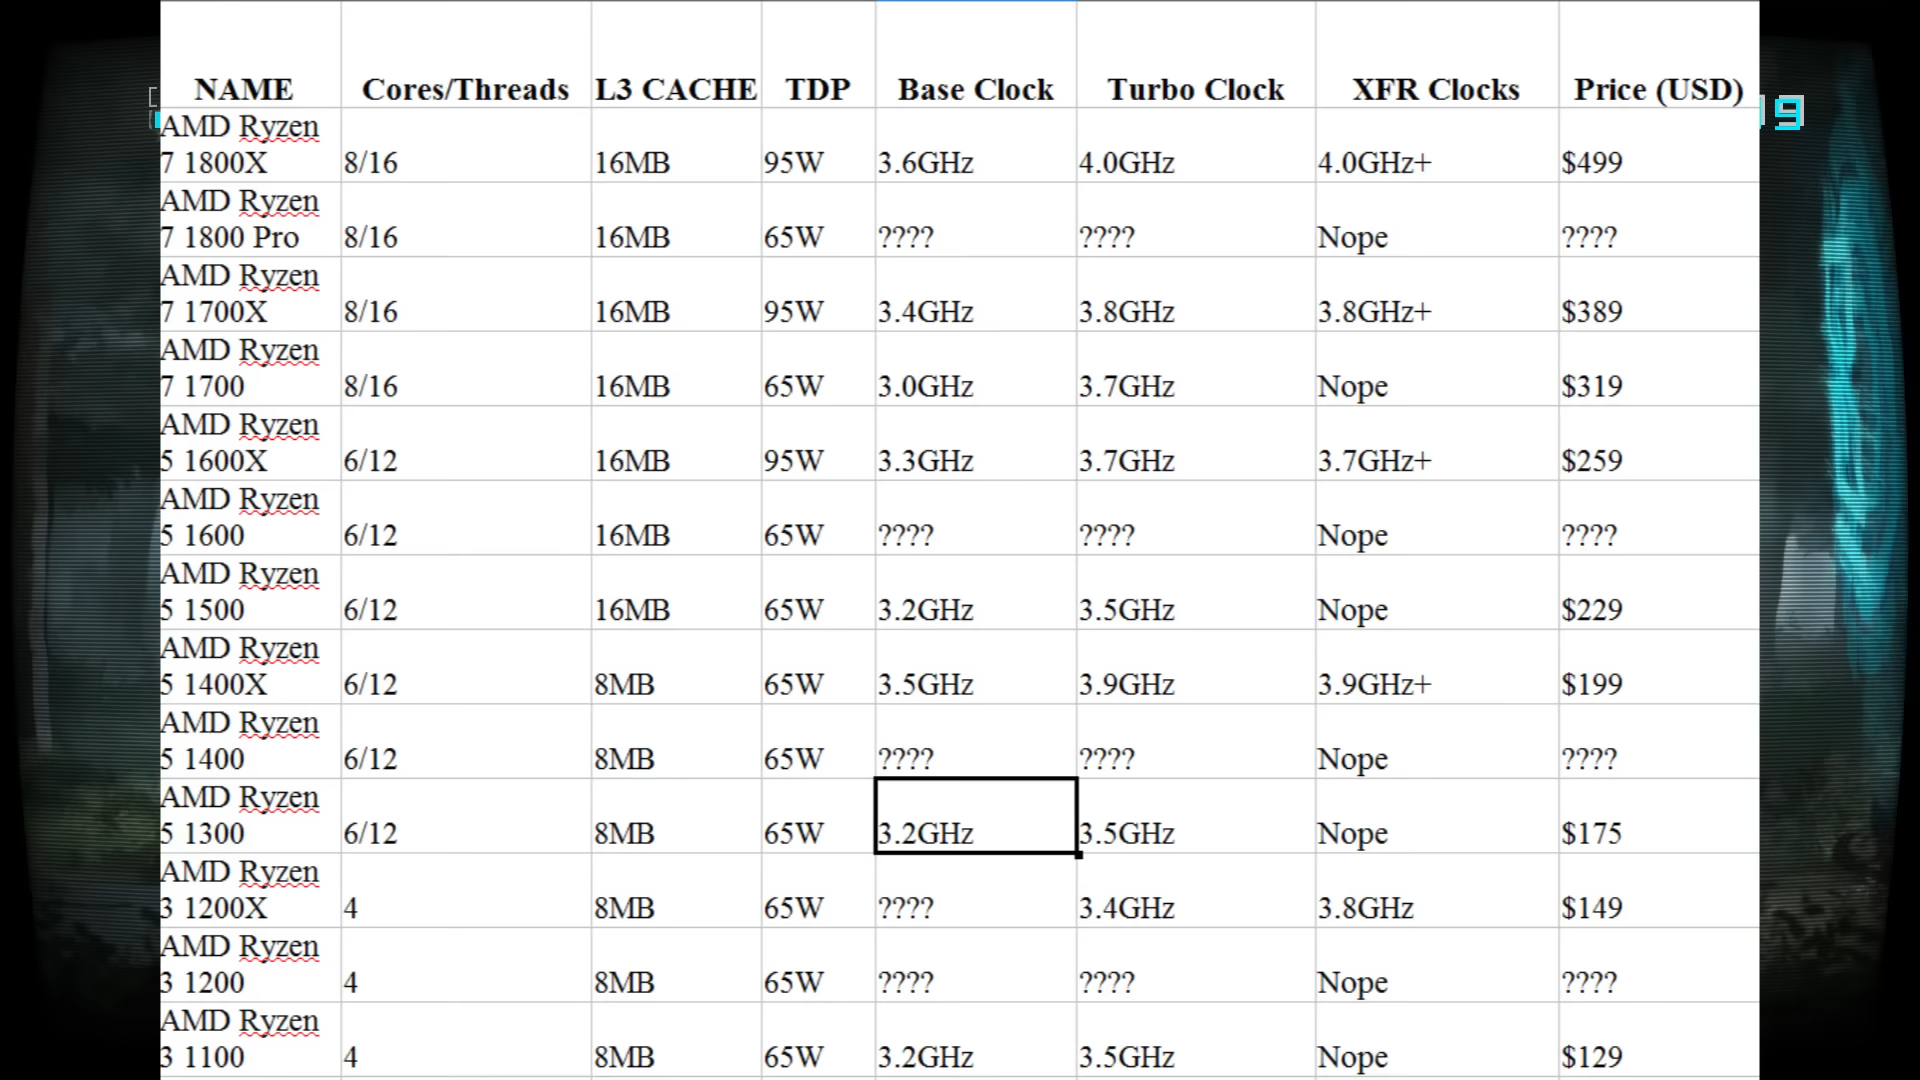 NAME Cores/Threads L3 CACHE TDP Base Clock Turbo Clock XFR Clocks Price (USD)
9
AMD Ryzen
7 1800X 8/16 16MB 95W 3.6GHz 4.0GHz 4.0GHz+ $499
AMD Ryzen
7 1800 Pro 8/16 16MB 65W ???? ???? Nope ????
AMD Ryzen
7 1700X 8/16 16MB 95W 3.4GHz 3.8GHz 3.8GHz+ $389
AMD Ryzen
7 1700 8/16 16MB 65W 3.0GHz 3.7GHz Nope $319
AMD Ryzen
5 1600X 6/12 16MB 95W 3.3GHz 3.7GHz 3.7GHz+ $259
AMD Ryzen
5 1600 6/12 16MB 65W ???? ???? Nope ????
AMD Ryzen
5 1500 6/12 16MB 65W 3.2GHz 3.5GHz Nope $229
AMD Ryzen
5 1400X 6/12 8MB 65W 3.5GHz 3.9GHz 3.9GHz+ $199
AMD Ryzen
5 1400 6/12 8MB 65W ???? ???? Nope ????
AMD Ryzen
5 1300 6/12 8MB 65W 3.2GHz 3.5GHz Nope $175
AMD Ryzen
3 1200X 4 8MB 65W ???? 3.4GHz 3.8GHz $149
AMD Ryzen
3 1200 4 8MB 65W ???? ???? Nope ????
AMD Ryzen
3 1100 4 8MB 65W 3.2GHz 3.5GHz Nope $129